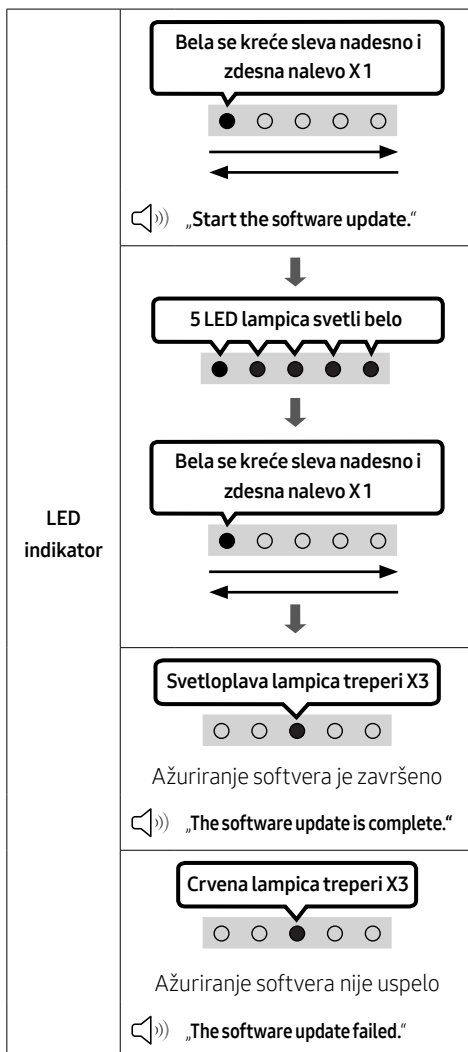 Bela se kreće sleva nadesno i
zdesna nalevo X 1
„Start the software update.“
5 LED lampica svetli belo
Bela se kreće sleva nadesno i
zdesna nalevo X 1
LED
indikator
Svetloplava lampica treperi X3
Ažuriranje softvera je završeno
„The software update is complete.“
Crvena lampica treperi X3
Ažuriranje softvera nije uspelo
„The software update failed.“